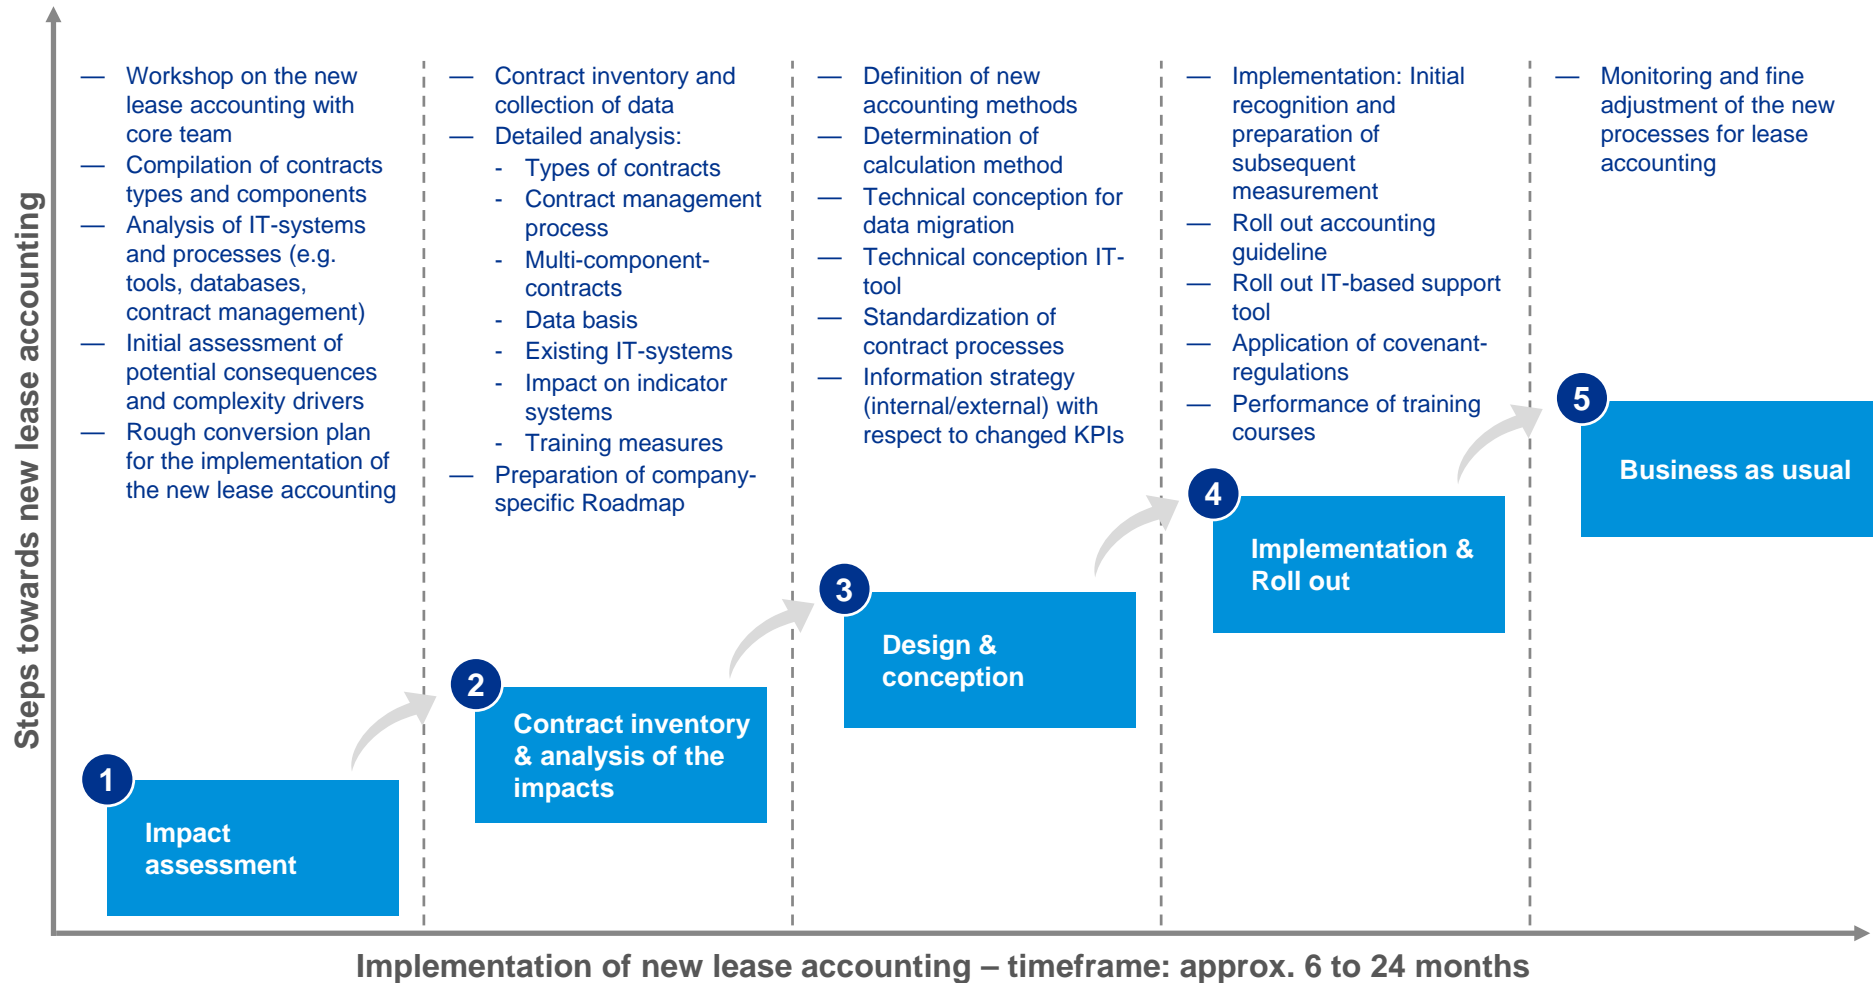 Steps towards new lease accounting
— Workshop on the new
lease accounting with
core team
— Compilation of contracts
types and components
— Analysis of IT-systems
and processes (e.g.
tools, databases,
contract management)
— Initial assessment of
potential consequences
and complexity drivers
— Rough conversion plan
for the implementation of
the new lease accounting
1
Impact
assessment
— Contract inventory and
collection of data
— Detailed analysis:
- Types of contracts
- Contract management
process
- Multi-component-
contracts
- Data basis
- Existing IT-systems
- Impact on indicator
systems
- Training measures
— Preparation of company-
specific Roadmap
2
Contract inventory
& analysis of the
impacts
— Definition of new
accounting methods
— Determination of
calculation method
— Technical conception for
data migration
— Technical conception IT-
tool
— Standardization of
contract processes
— Information strategy
(internal/external) with
respect to changed KPIs
3
Design &
conception
— Implementation: Initial
recognition and
preparation of
subsequent
measurement
— Roll out accounting
guideline
— Roll out IT-based support
tool
— Application of covenant-
regulations
— Performance of training
courses
4
Implementation &
Roll out
— Monitoring and fine
adjustment of the new
processes for lease
accounting
5
Business as usual
Implementation of new lease accounting – timeframe: approx. 6 to 24 months